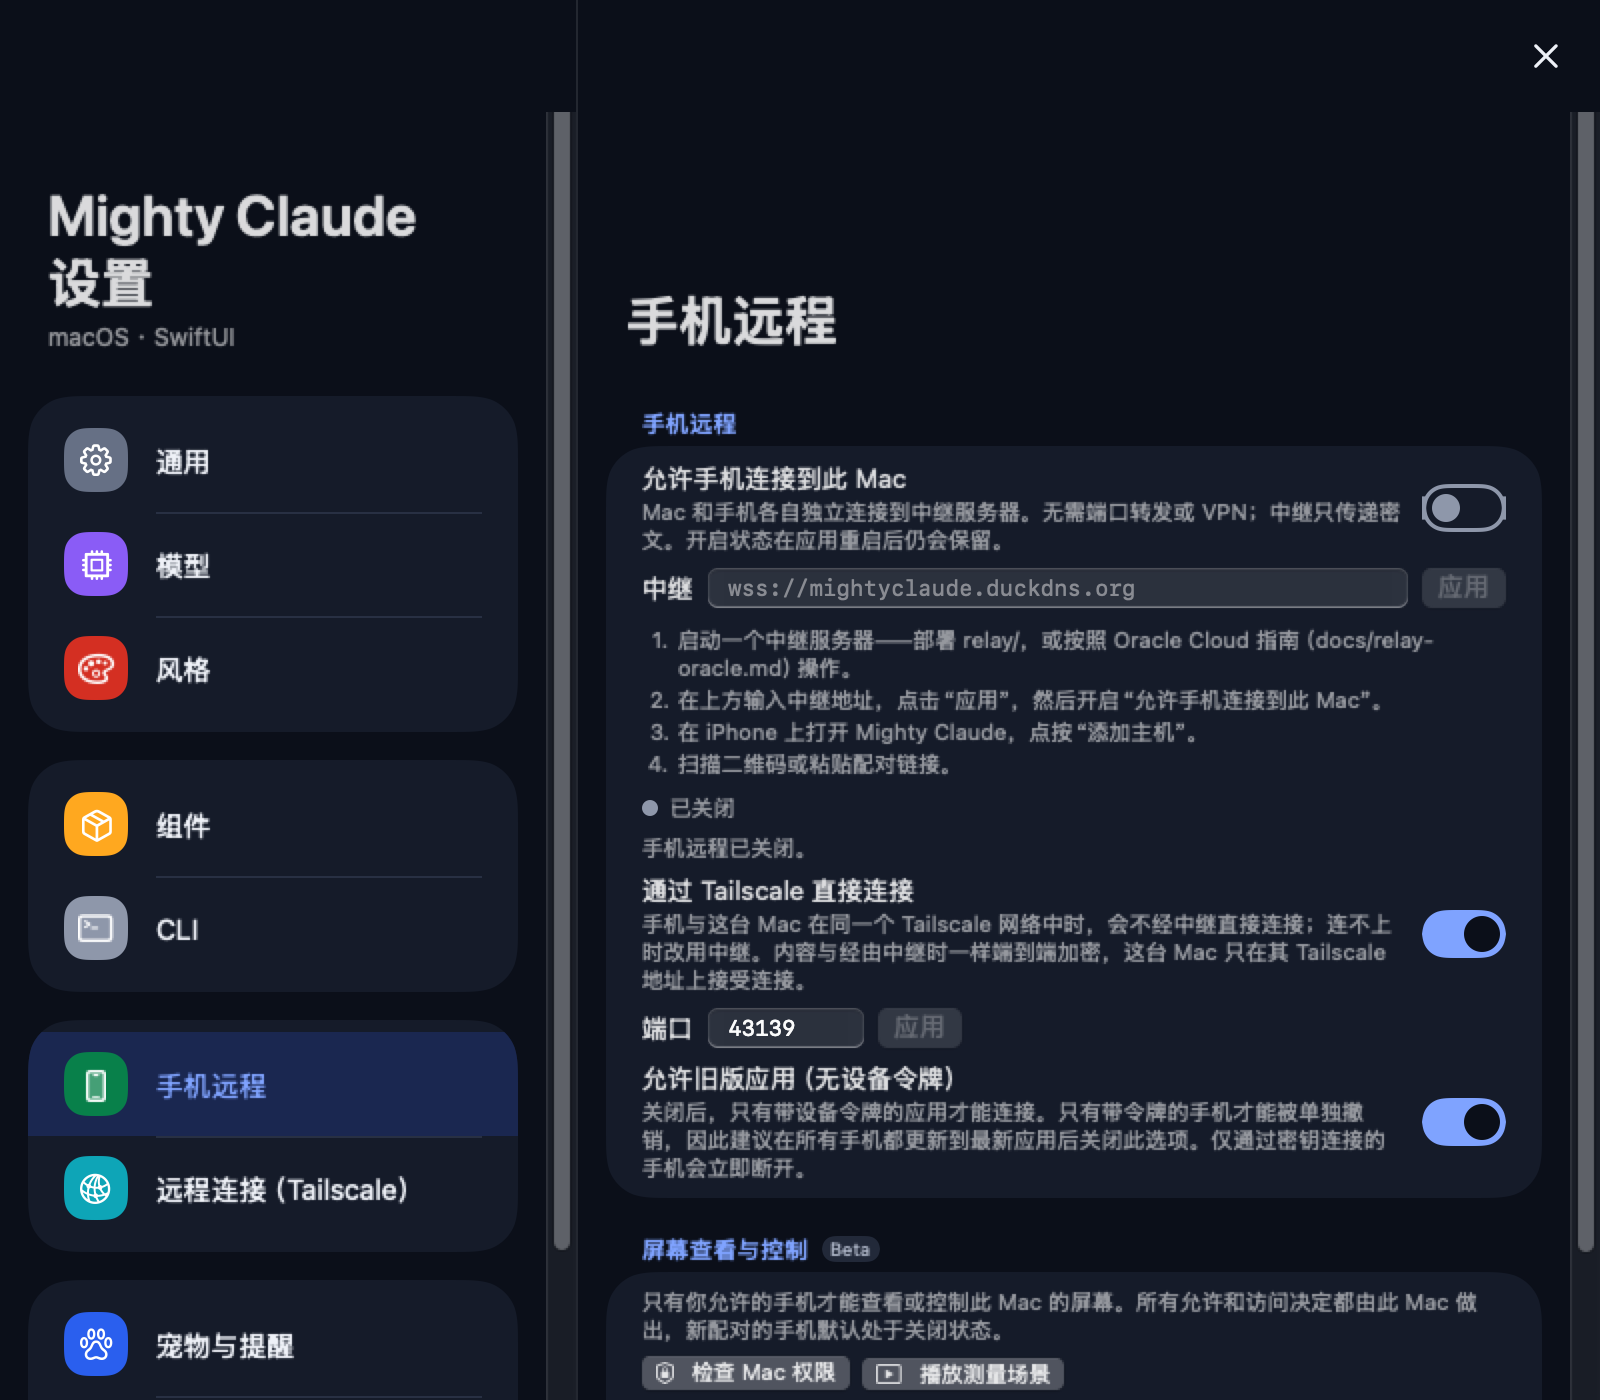 Mighty Claude
设置
macOS · SwiftUI
通用
模型
风格
组件
CLI
手机远程
远程连接 (Tailscale)
宠物与提醒
手机远程
手机远程
允许手机连接到此 Mac
Mac 和手机各自独立连接到中继服务器。无需端口转发或 VPN；中继只传递密
文。开启状态在应用重启后仍会保留。
中继 wss://mightyclaude.duckdns.org 应用
1. 启动一个中继服务器——部署 relay/，或按照 Oracle Cloud 指南 (docs/relay-
oracle.md) 操作。
2. 在上方输入中继地址，点击“应用”，然后开启“允许手机连接到此 Mac”。
3. 在 iPhone 上打开 Mighty Claude，点按“添加主机”。
4. 扫描二维码或粘贴配对链接。
已关闭
手机远程已关闭。
通过 Tailscale 直接连接
手机与这台 Mac 在同一个 Tailscale 网络中时，会不经中继直接连接；连不上
时改用中继。内容与经由中继时一样端到端加密，这台 Mac 只在其 Tailscale
地址上接受连接。
端口 43139 应用
允许旧版应用 (无设备令牌)
关闭后，只有带设备令牌的应用才能连接。只有带令牌的手机才能被单独撤
销，因此建议在所有手机都更新到最新应用后关闭此选项。仅通过密钥连接的
手机会立即断开。
屏幕查看与控制 Beta
只有你允许的手机才能查看或控制此 Mac 的屏幕。所有允许和访问决定都由此 Mac 做
出，新配对的手机默认处于关闭状态。
检查 Mac 权限 播放测量场景